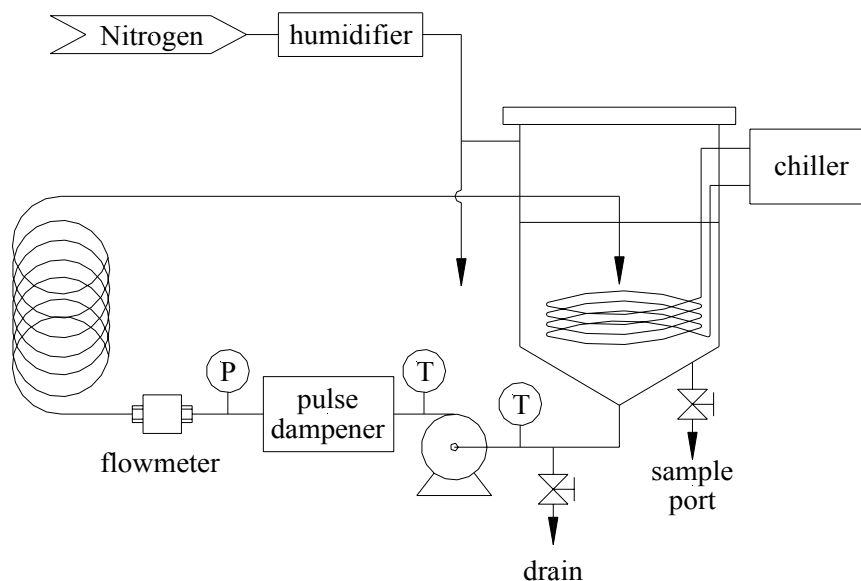 Nitrogen
humidifier
chiller
P
T
pulse
dampener
T
flowmeter
sample
port
drain